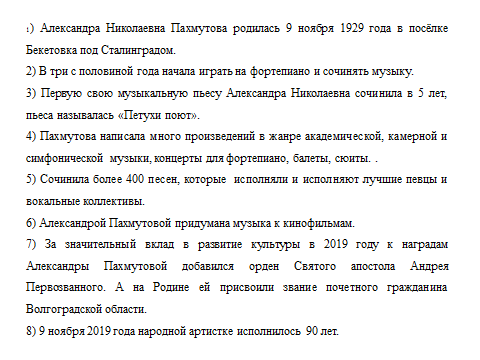 1) Александра Николаевна Пахмутова родилась 9 ноября 1929 года в посёлке
Бекетовка под Сталинградом.
2) В три с половиной года начала играть на фортепиано и сочинять музыку.
3) Первую свою музыкальную пьесу Александра Николаевна сочинила в 5 лет,
пьеса называлась «Петухи поют».
4) Пахмутова написала много произведений в жанре академической, камерной и
симфонической музыки, концерты для фортепиано, балеты, сюиты. .
5) Сочинила более 400 песен, которые исполняли и исполняют лучшие певцы и
вокальные коллективы.
6) Александрой Пахмутовой придумана музыка к кинофильмам.
7) За значительный вклад в развитие культуры в 2019 году к наградам
Александры Пахмутовой добавился орден Святого апостола Андрея
Первозванного. А на Родине ей присвоили звание почетного гражданина
Волгоградской области.
8) 9 ноября 2019 года народной артистке исполнилось 90 лет.